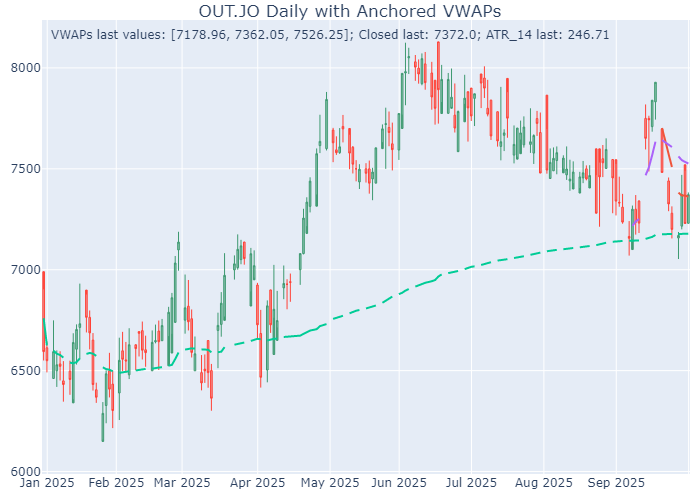 OUT.JO Daily with Anchored VWAPs
VWAPs last values: [7178.96, 7362.05, 7526.25]; Closed last: 7372.0; ATR_14 last: 246.71
8000
7500
7000
6500
6000
Jan 2025 Feb 2025 Mar 2025 Apr 2025 May 2025 Jun 2025 Jul 2025 Aug 2025 Sep 2025